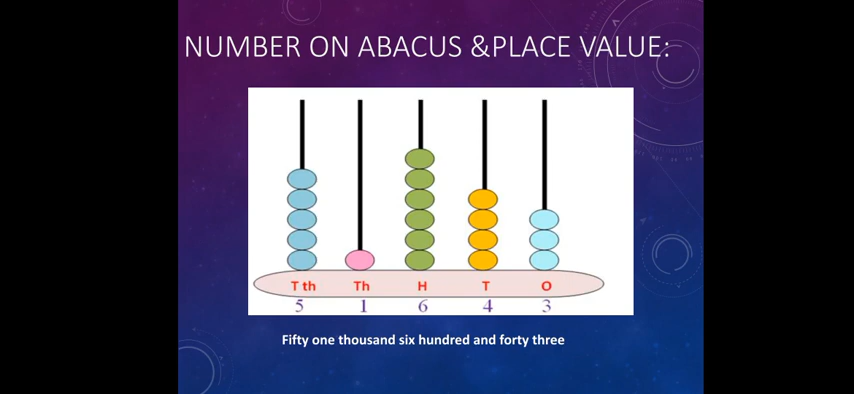 NUMBER ON ABACUS &PLACE VALUE:
T th Th H T O
5 1 6 4 3
Fifty one thousand six hundred and forty three